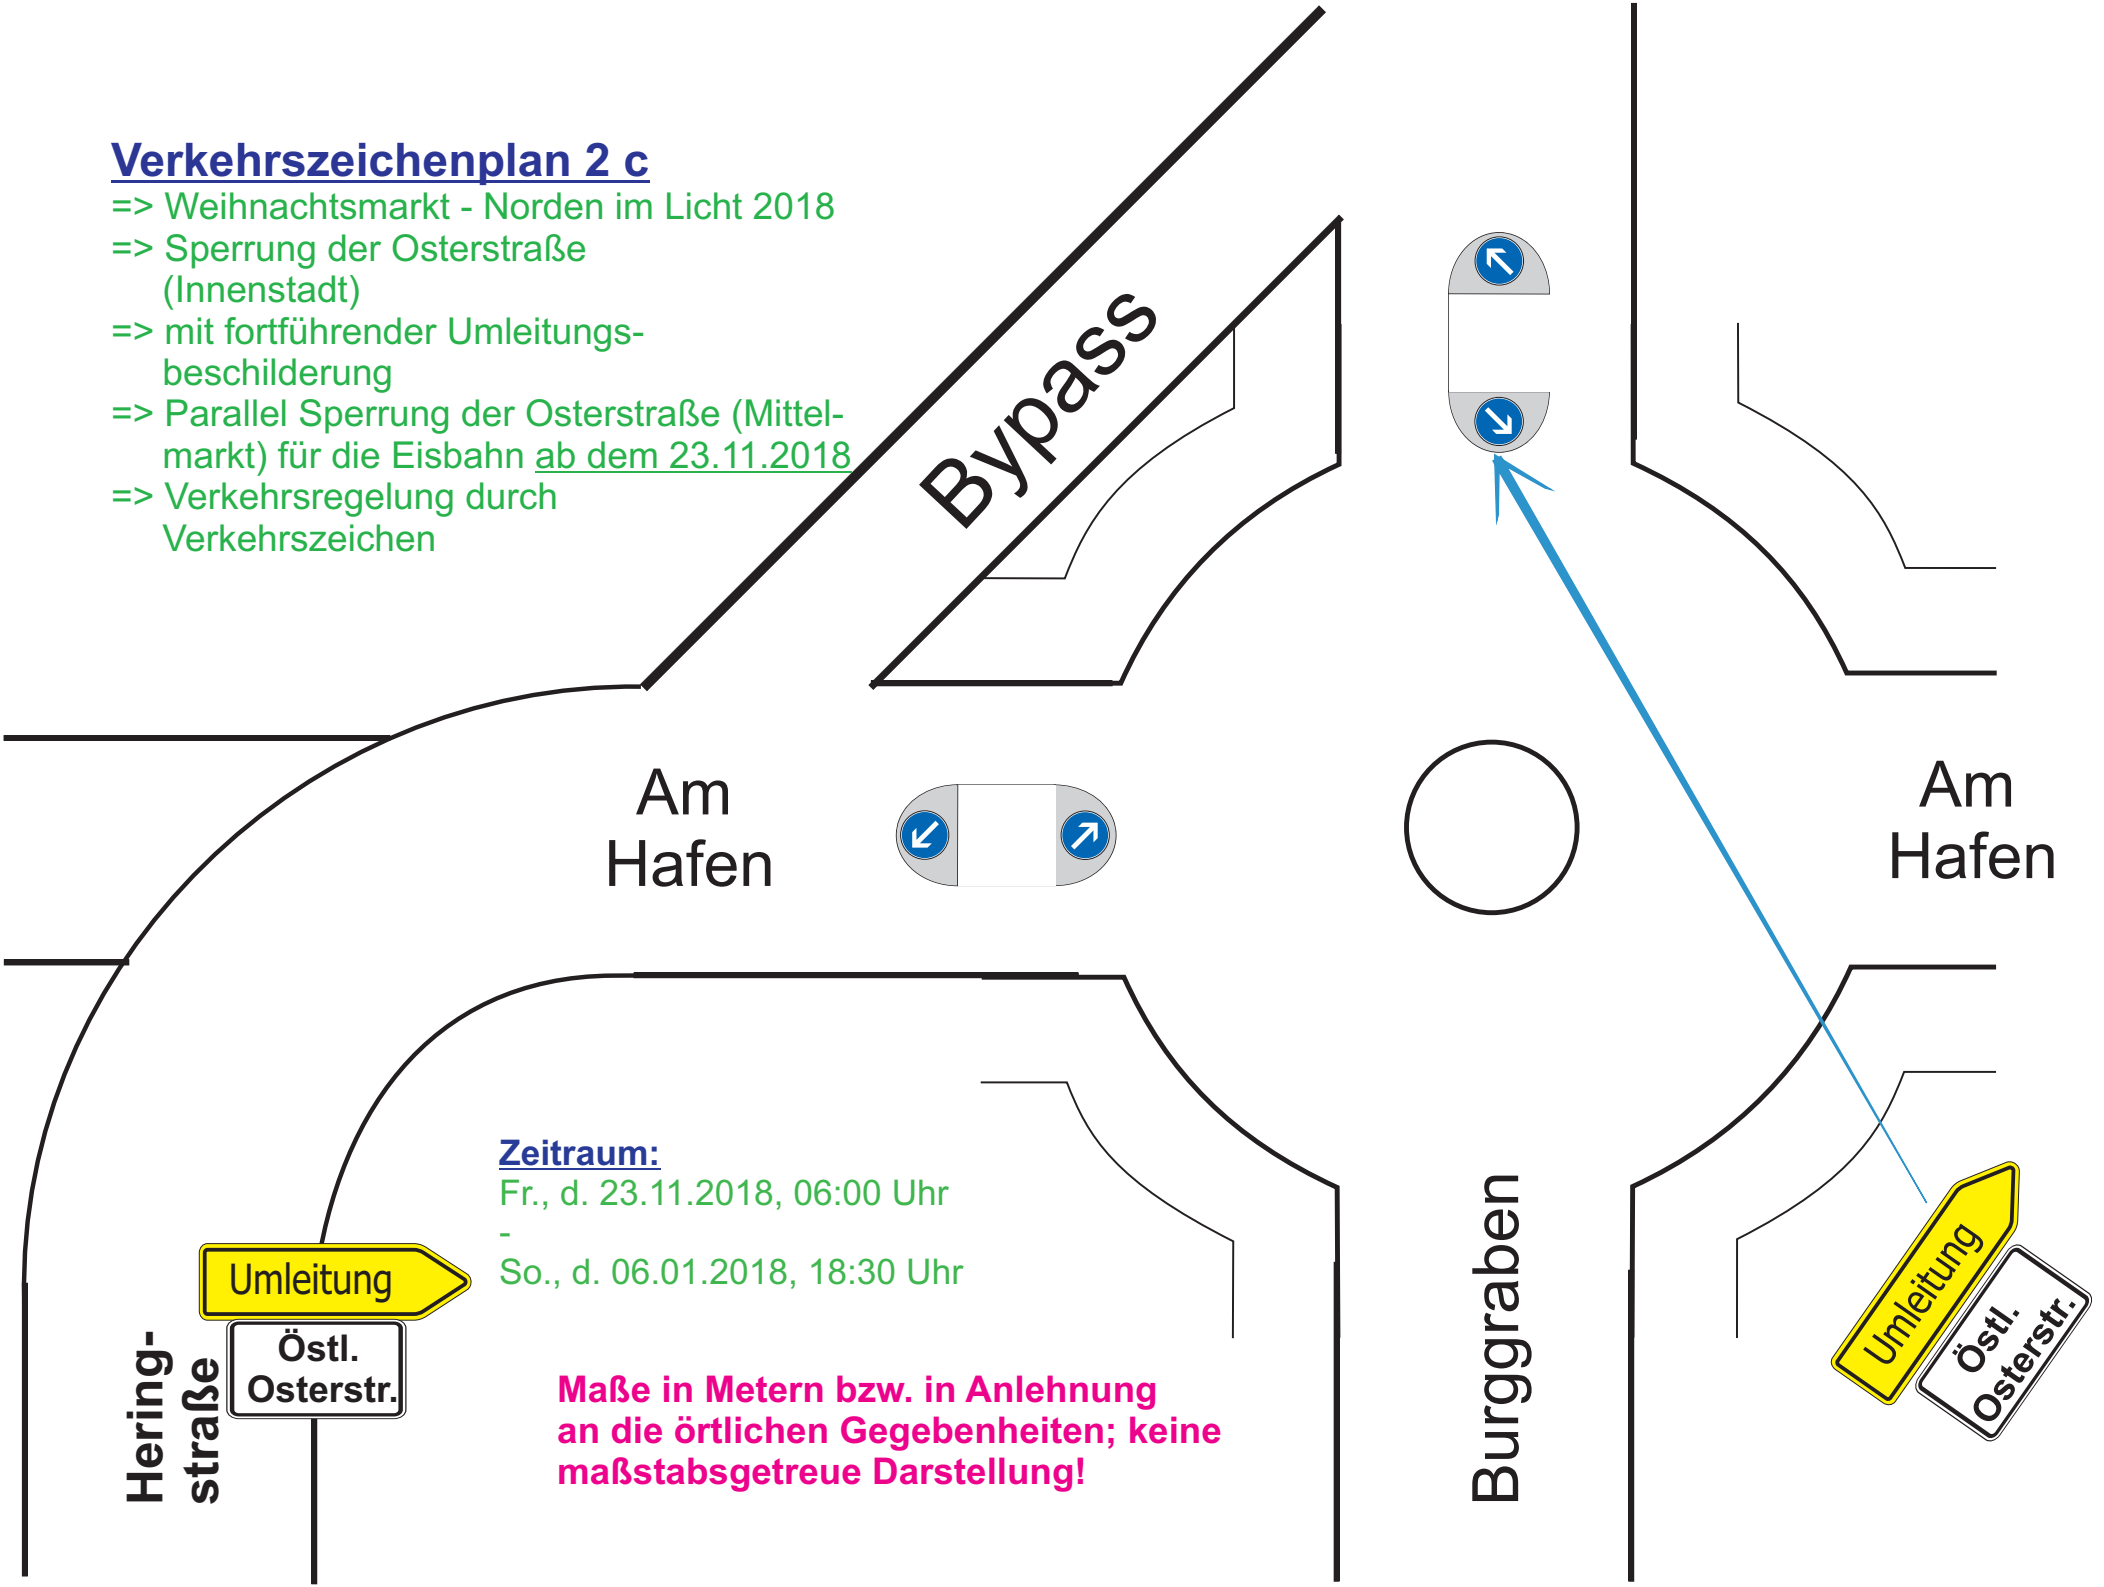 Verkehrszeichenplan 2 c
=> Weihnachtsmarkt - Norden im Licht 2018
=> Sperrung der Osterstraße
(Innenstadt)
=> mit fortführender Umleitungs-
beschilderung
=> Parallel Sperrung der Osterstraße (Mittel-
markt) für die Eisbahn ab dem 23.11.2018
=> Verkehrsregelung durch
Verkehrszeichen
Bypass
Am
Hafen
Am
Hafen
Zeitraum:
Fr., d. 23.11.2018, 06:00 Uhr
-
So., d. 06.01.2018, 18:30 Uhr
Umleitung
Östl.
Osterstr.
Hering-
straße
Maße in Metern bzw. in Anlehnung
an die örtlichen Gegebenheiten; keine
maßstabsgetreue Darstellung!
Burggraben
Umleitung
Östl.
Osterstr.